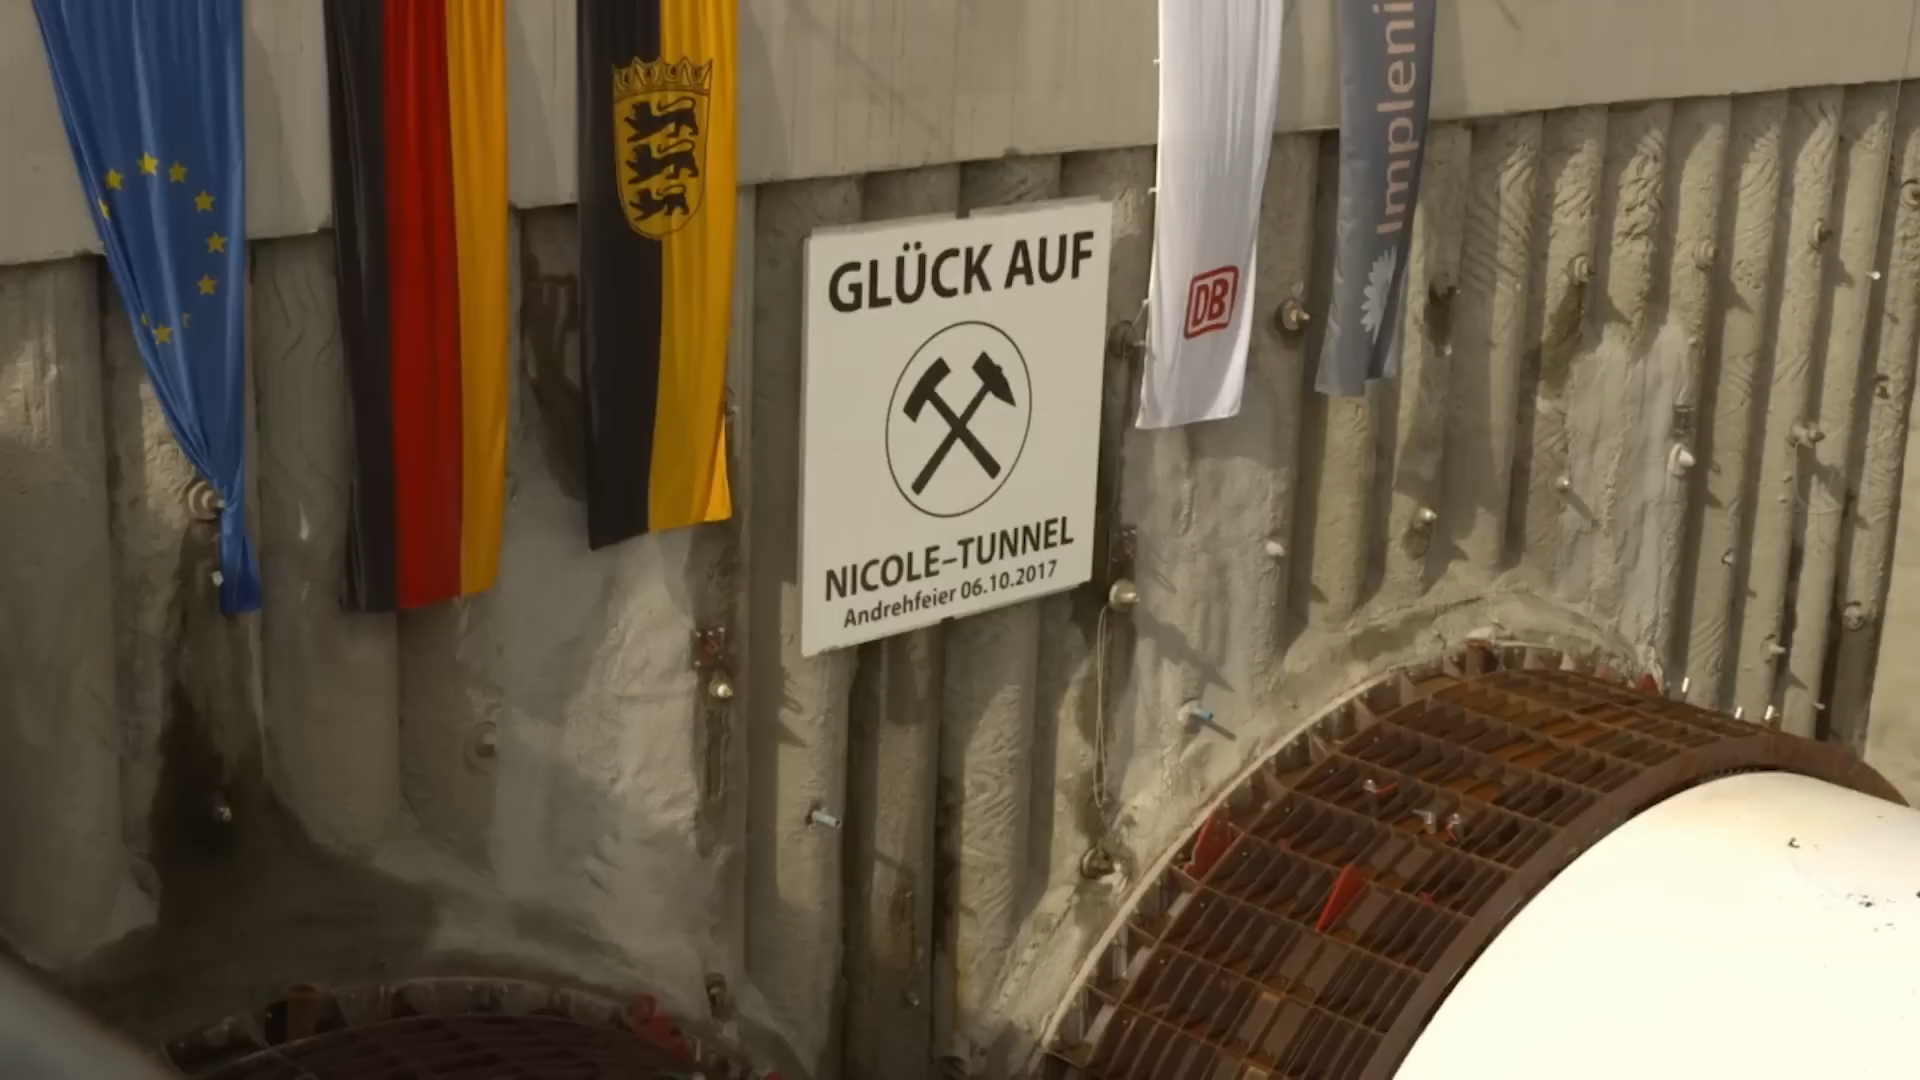 GLÜCK AUF
NICOLE-TUNNEL
Andrehfeier 06.10.2017
DB
Impleni